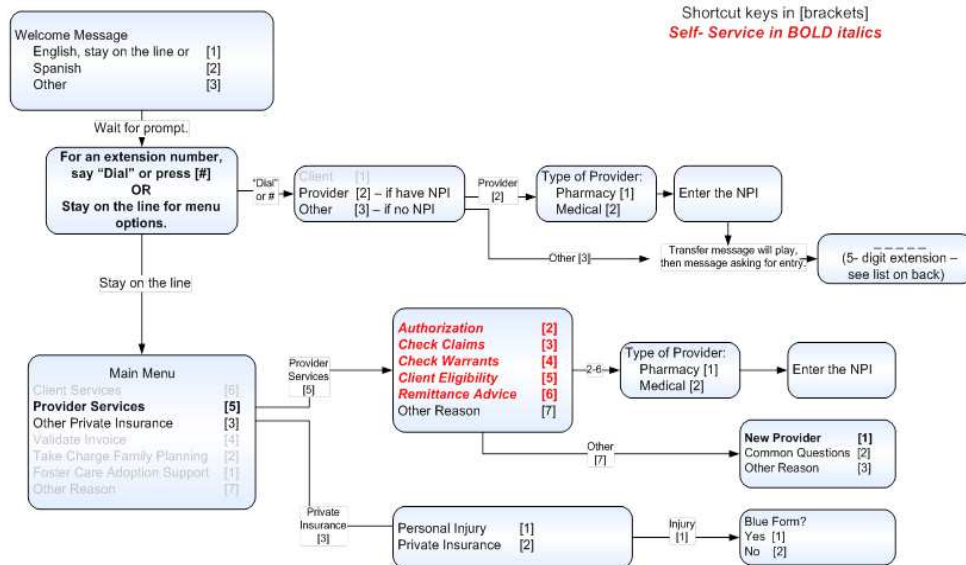 Shortcut keys in [brackets]
Self- Service in BOLD italics
Welcome Message
English, stay on the line or [1]
Spanish [2]
Other [3]
Wait for prompt.
For an extension number,
say “Dial” or press [#]
OR
Stay on the line for menu
options.
“Dial”
or #
Client [1]
Provider [2] – if have NPI
Other [3] – if no NPI
Provider
[2]
Type of Provider:
Pharmacy [1]
Medical [2]
Enter the NPI
Other [3]
Transfer message will play,
then message asking for entry.
_ _ _ _ _
(5- digit extension –
see list on back)
Stay on the line
Main Menu
Client Services [6]
Provider Services [5]
Other Private Insurance [3]
Validate Invoice [4]
Take Charge Family Planning [2]
Foster Care Adoption Support [1]
Other Reason [7]
Provider
Services
[5]
Authorization [2]
Check Claims [3]
Check Warrants [4]
Client Eligibility [5]
Remittance Advice [6]
Other Reason [7]
2-6
Type of Provider:
Pharmacy [1]
Medical [2]
Enter the NPI
Other
[7]
New Provider [1]
Common Questions [2]
Other Reason [3]
Private
Insurance
[3]
Personal Injury [1]
Private Insurance [2]
Injury
[1]
Blue Form?
Yes [1]
No [2]